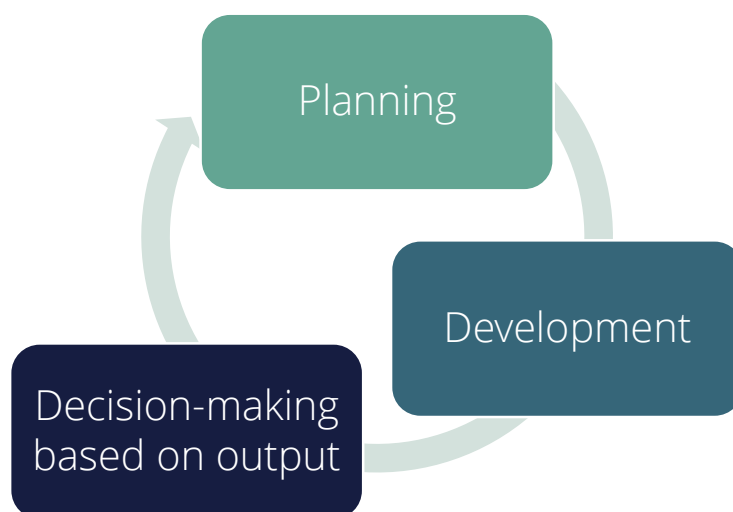 Planning
Development
Decision-making
based on output